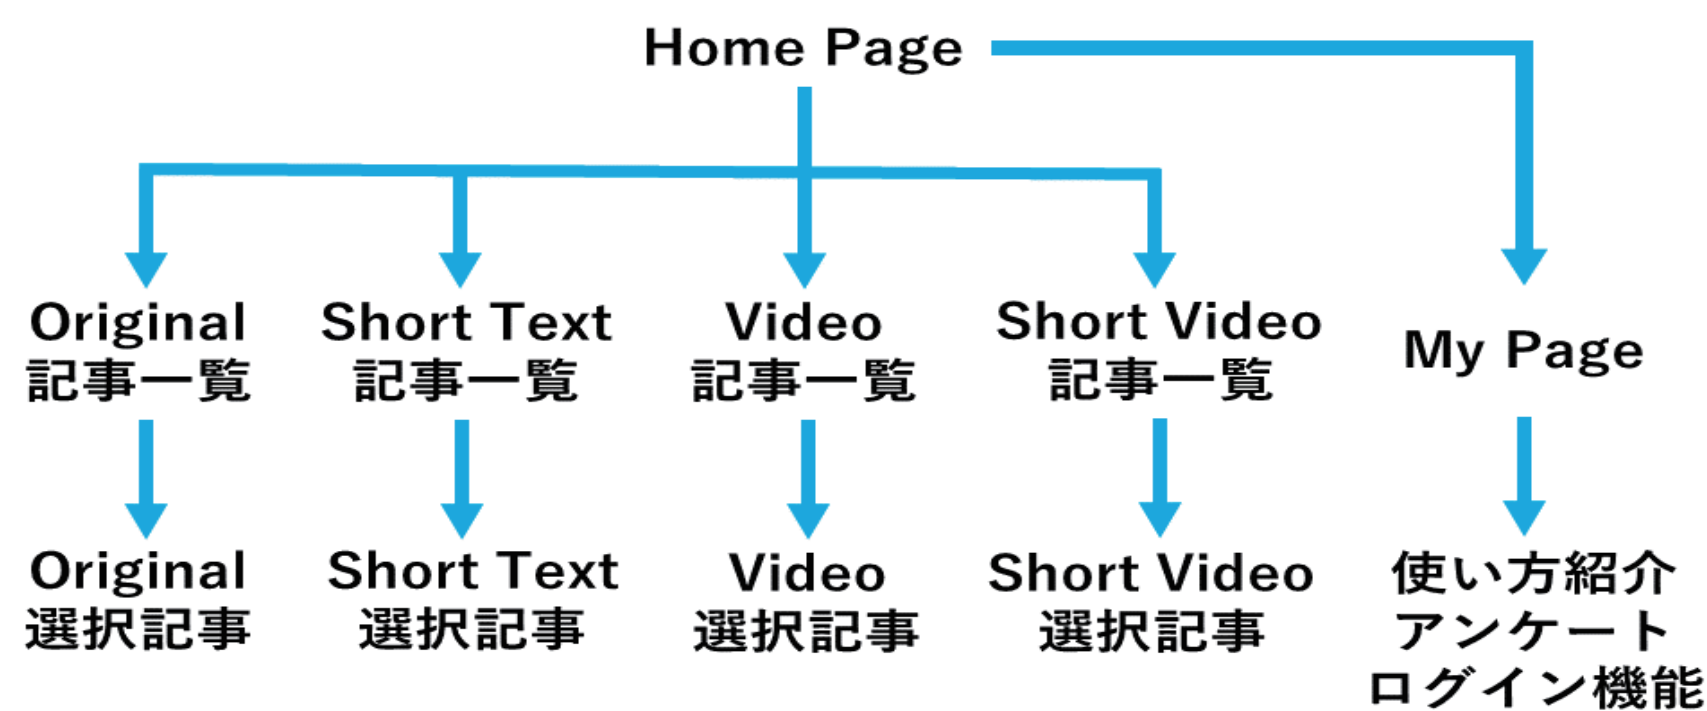 Home Page
Original
記事一覧
Short Text
記事一覧
Video
記事一覧
Short Video
記事一覧
My Page
Original
選択記事
Short Text
選択記事
Video
選択記事
Short Video
選択記事
使い方紹介
アンケート
ログイン機能